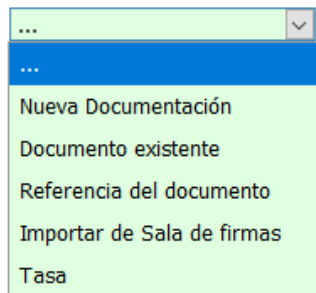 ...
...
Nueva Documentación
Documento existente
Referencia del documento
Importar de Sala de firmas
Tasa